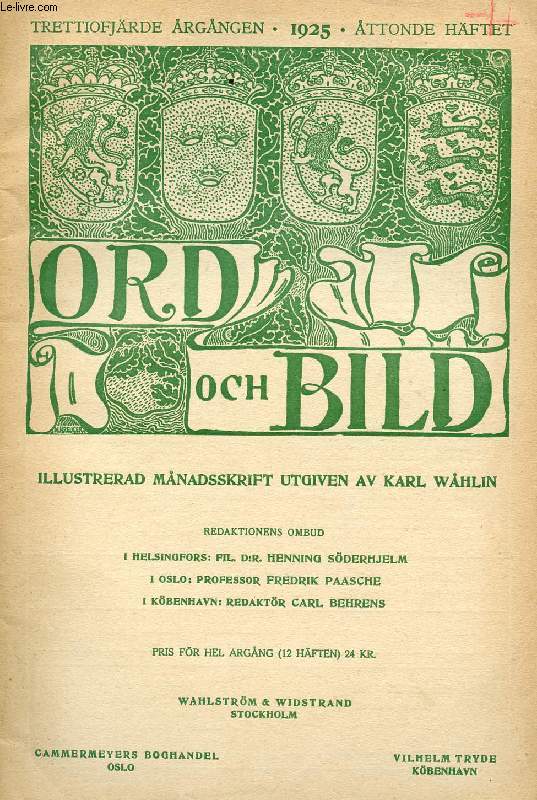 Le-livre.com
TRETTIOFJÄRDE ÅRGÅNGEN · 1925 · ÅTTONDE HÄFTET
ORD
OCH BILD
ILLUSTRERAD MÅNADSSKRIFT UTGIVEN AV KARL WÅHLIN
REDAKTIONENS OMBUD
I HELSINGFORS: FIL. D:R. HENNING SÖDERHJELM
I OSLO: PROFESSOR FREDRIK PAASCHE
I KÖBENHAVN: REDAKTÖR CARL BEHRENS
PRIS FÖR HEL ARGÅNG (12 HÄFTEN) 24 KR.
WAHLSTRÖM & WIDSTRAND
STOCKHOLM
CAMMERMEYERS BOGHANDEL
OSLO
VILHELM TRYDE
KÖBENHAVN